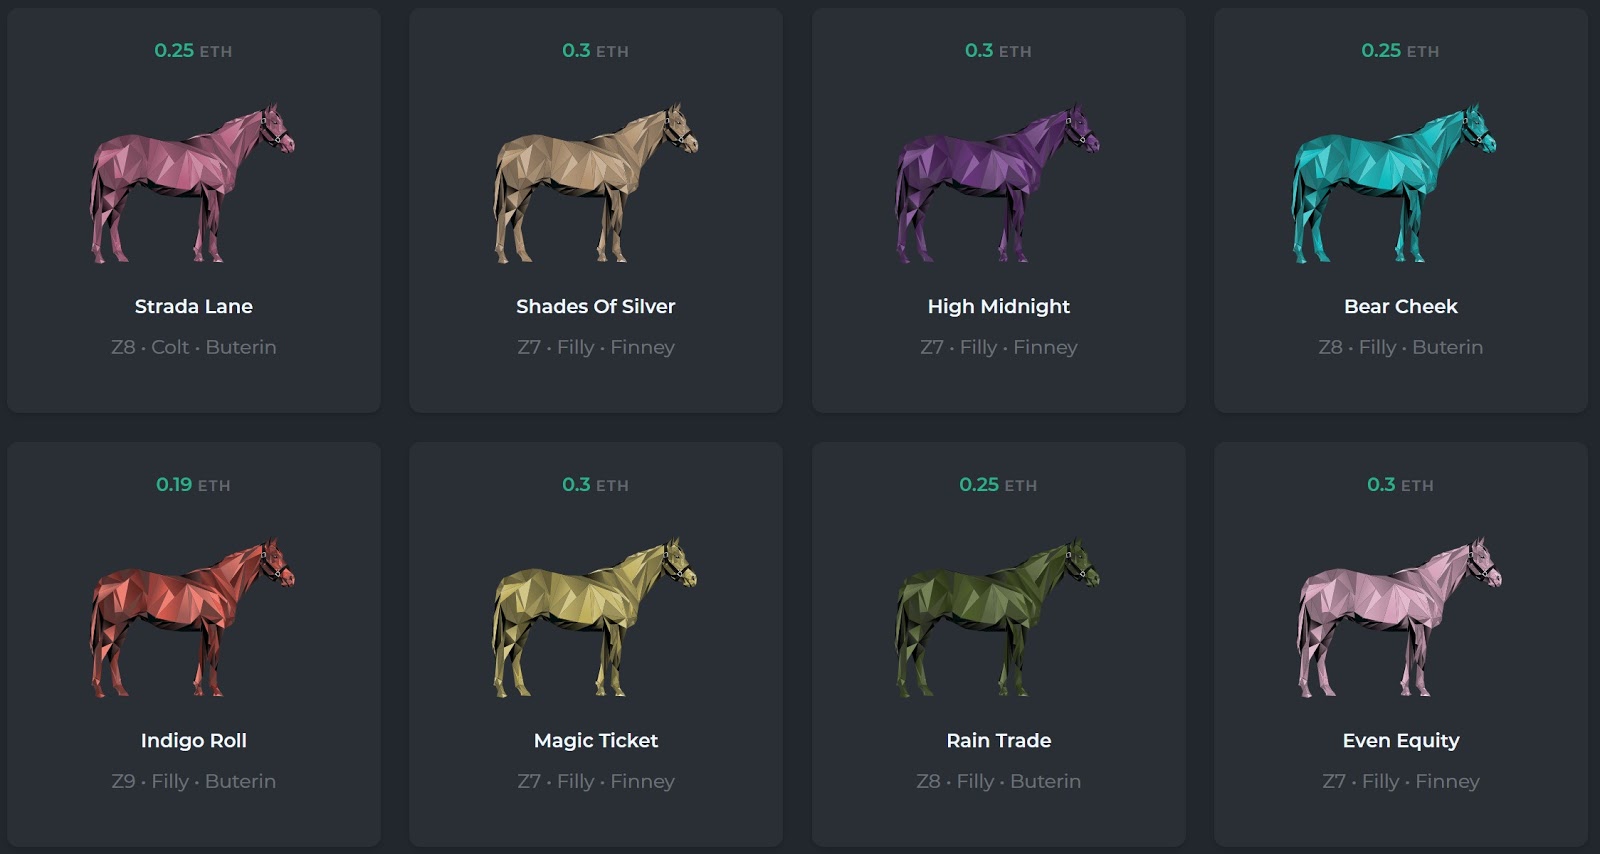 0.25 ETH
Strada Lane
Z8 • Colt • Buterin
0.3 ETH
Shades Of Silver
Z7 • Filly • Finney
0.3 ETH
High Midnight
Z7 • Filly • Finney
0.25 ETH
Bear Cheek
Z8 • Filly • Buterin
0.19 ETH
Indigo Roll
Z9 • Filly • Buterin
0.3 ETH
Magic Ticket
Z7 • Filly • Finney
0.25 ETH
Rain Trade
Z8 • Filly • Buterin
0.3 ETH
Even Equity
Z7 • Filly • Finney